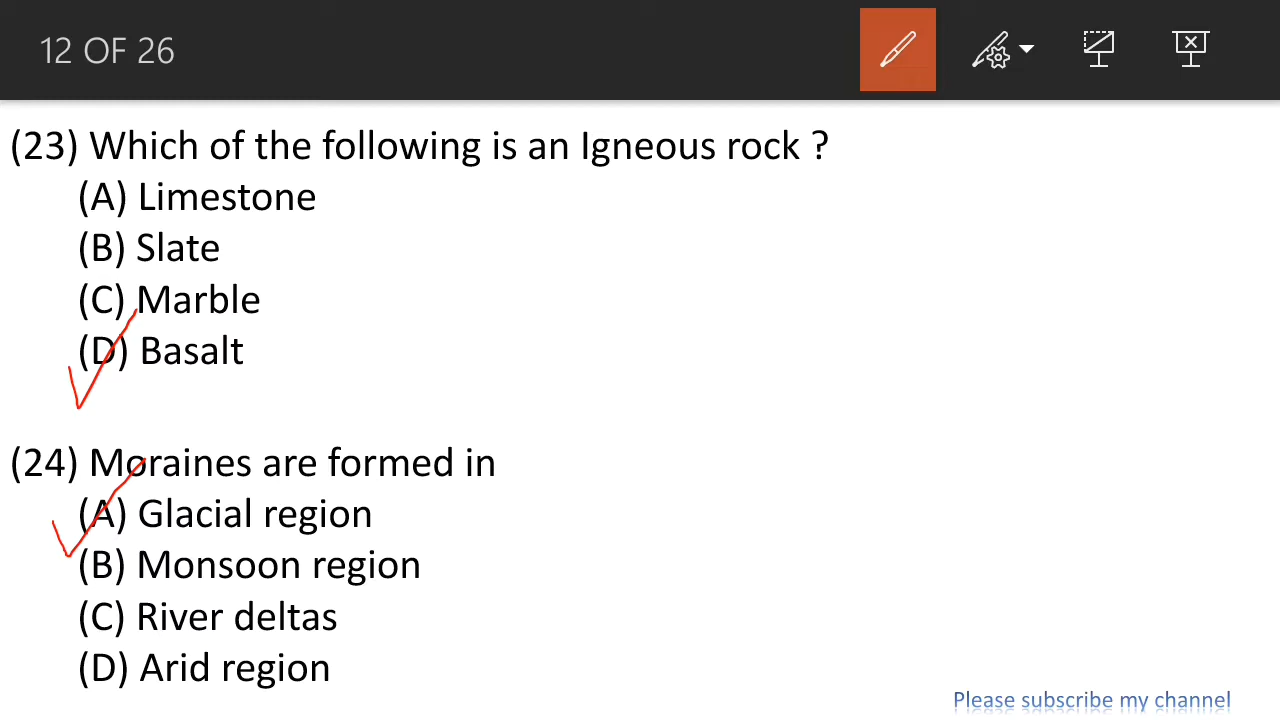 12 OF 26
(23) Which of the following is an Igneous rock ?
(A) Limestone
(B) Slate
(C) Marble
(D) Basalt
(24) Moraines are formed in
(A) Glacial region
(B) Monsoon region
(C) River deltas
(D) Arid region
Please subscribe my channel